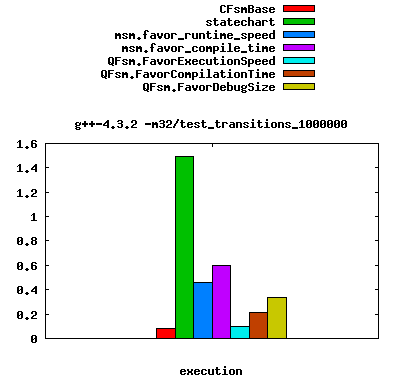 CFsmBase
statechart
msm.favor_runtime_speed
msm.favor_compile_time
QFsm.FavorExecutionSpeed
QFsm.FavorCompilationTime
QFsm.FavorDebugSize
g++-4.3.2 -m32/test_transitions_1000000
1.6
1.4
1.2
1
0.8
0.6
0.4
0.2
0
execution